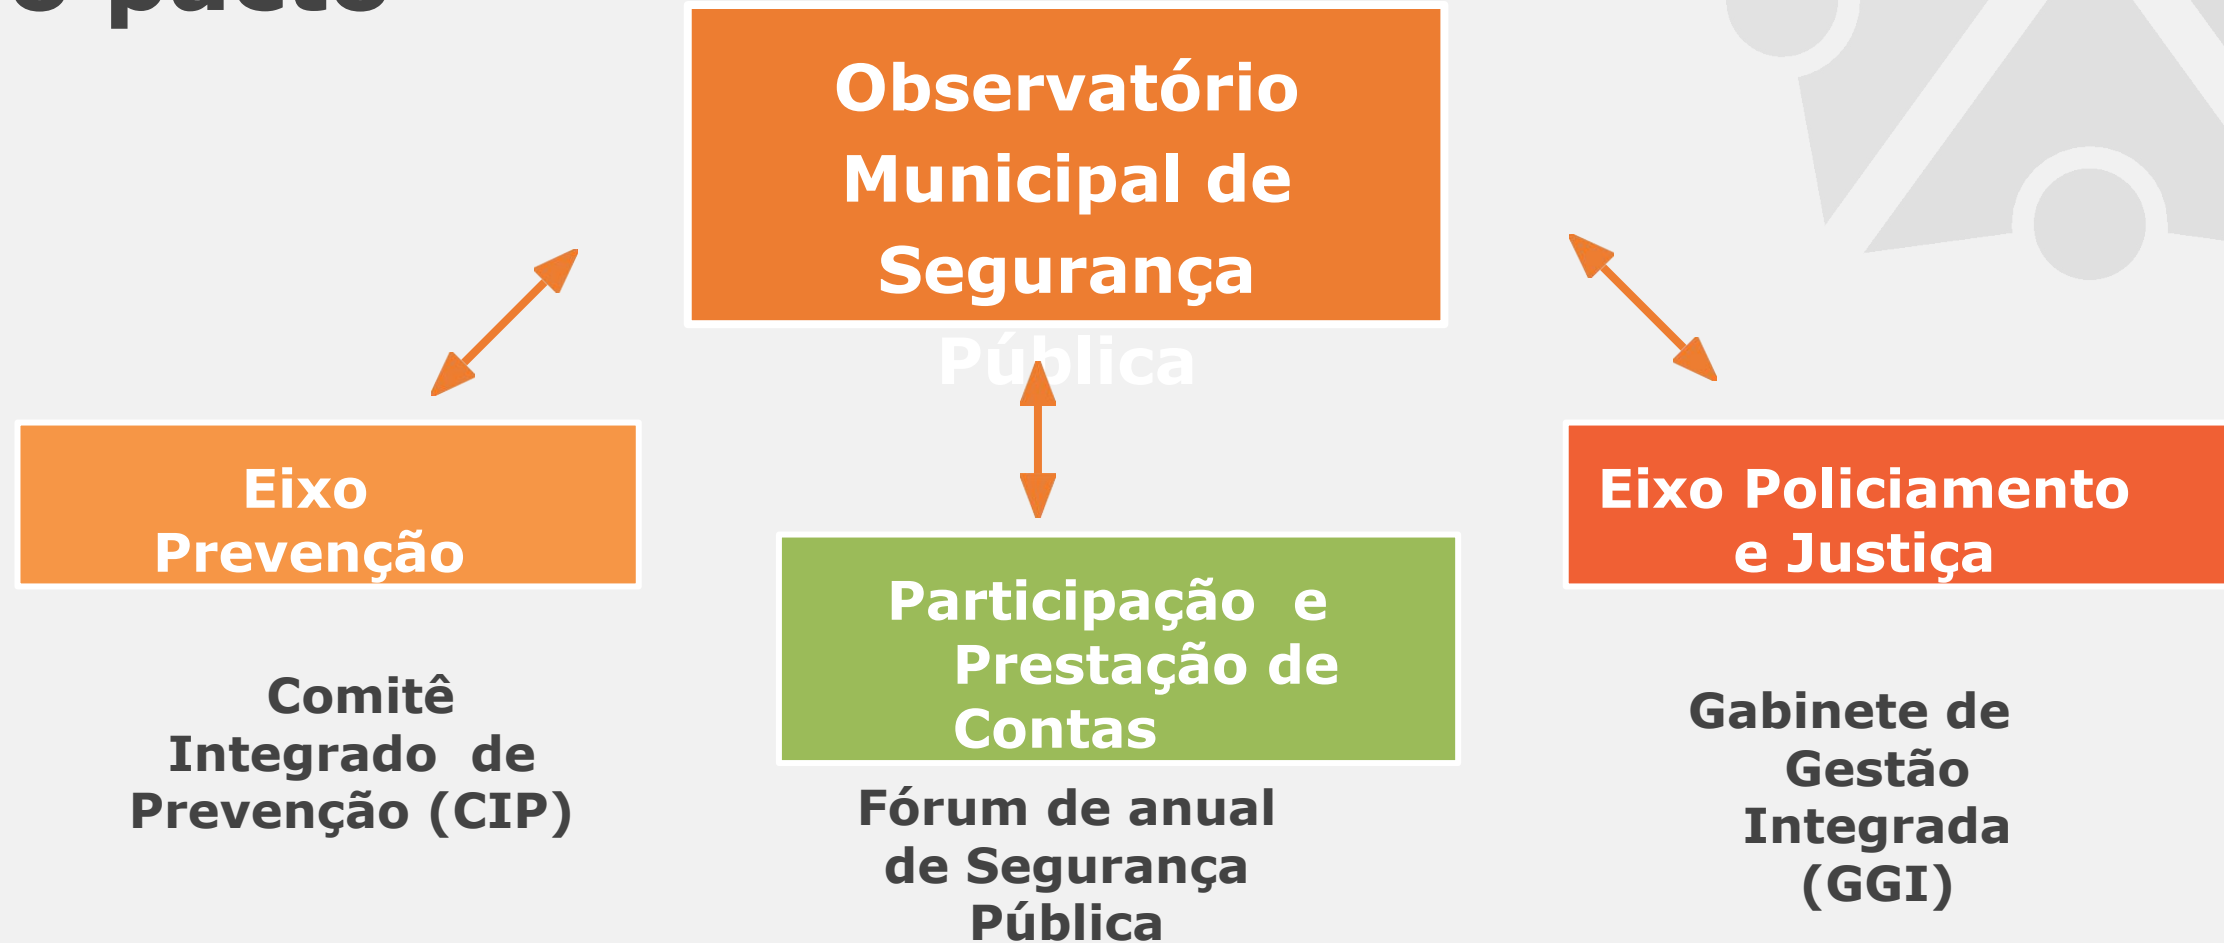 o pacto
Observatório
Municipal de
Segurança
Pública
Eixo
Prevenção
Comitê
Integrado de
Prevenção (CIP)
Participação e
Prestação de
Contas
Fórum de anual
de Segurança
Pública
Eixo Policiamento
e Justiça
Gabinete de
Gestão
Integrada
(GGI)